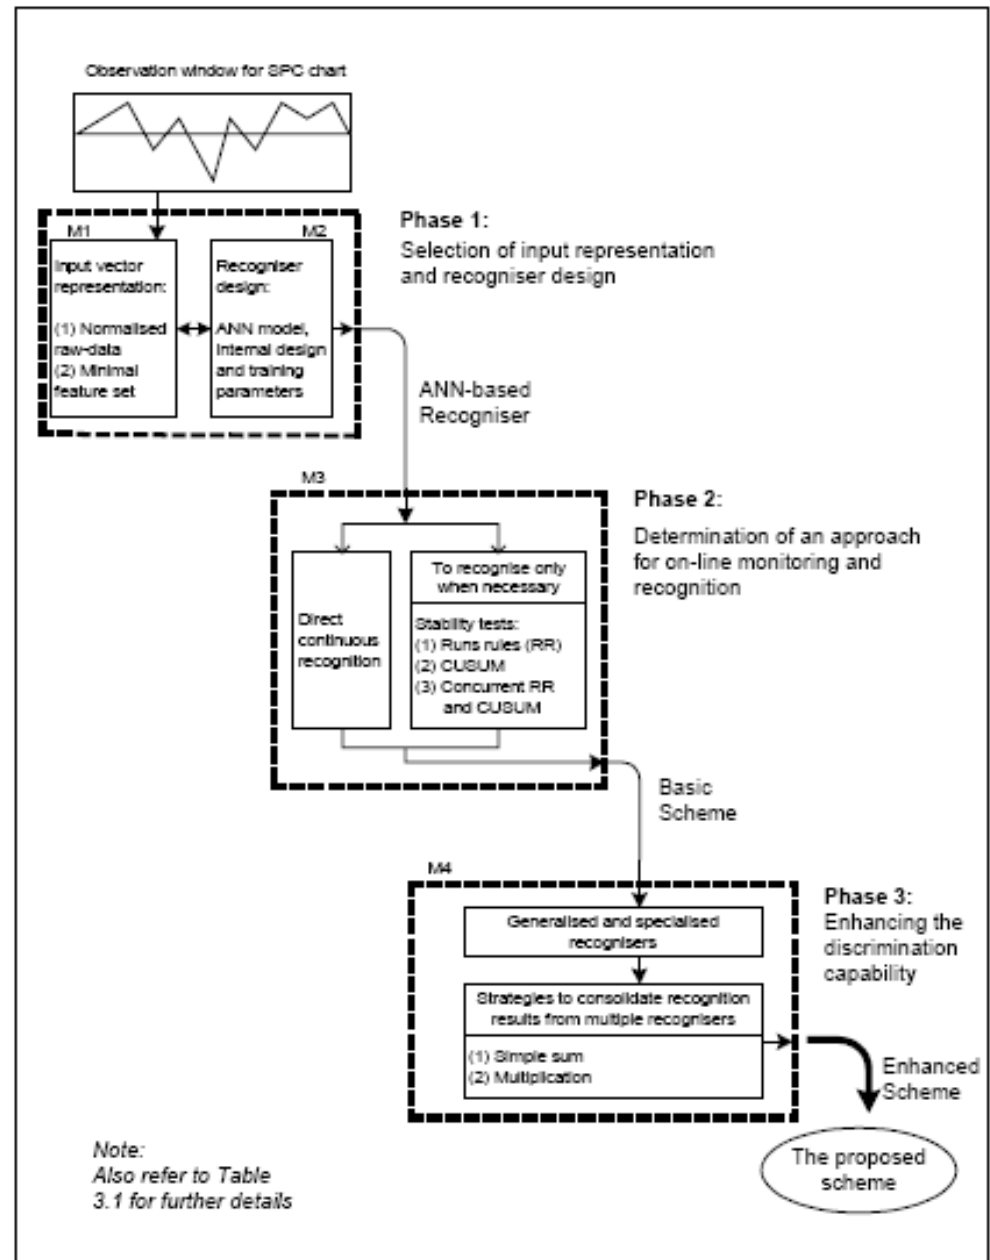 Observation window for SPC chart
M1
M2
Phase 1:
Selection of input representation
and recogniser design
Input vector
representation:
(1) Normalised
raw-data
(2) Minimal
feature set
Recogniser
design:
ANN model,
Internal design
and training
parameters
ANN-based
Recogniser
M3
Phase 2:
Determination of an approach
for on-line monitoring and
recognition
Direct
continuous
recognition
To recognise only
when necessary
Stability tests:
(1) Runs rules (RR)
(2) CUSUM
(3) Concurrent RR
and CUSUM
Basic
Scheme
M4
Phase 3:
Enhancing the
discrimination
capability
Generalised and specialised
recognisers
Strategies to consolidate recognition
results from multiple recognisers
(1) Simple sum
(2) Multiplication
Enhanced
Scheme
The proposed
scheme
Note:
Also refer to Table
3.1 for further details